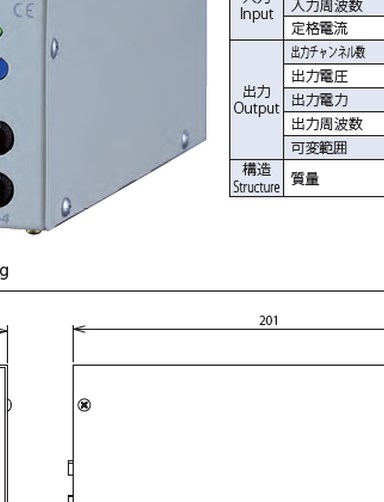 CE
入力
Input
入力周波数
定格電流
出力
Output
出力チャンネル数
出力電圧
出力電力
出力周波数
可変範囲
構造
Structure
質量
4
g
201